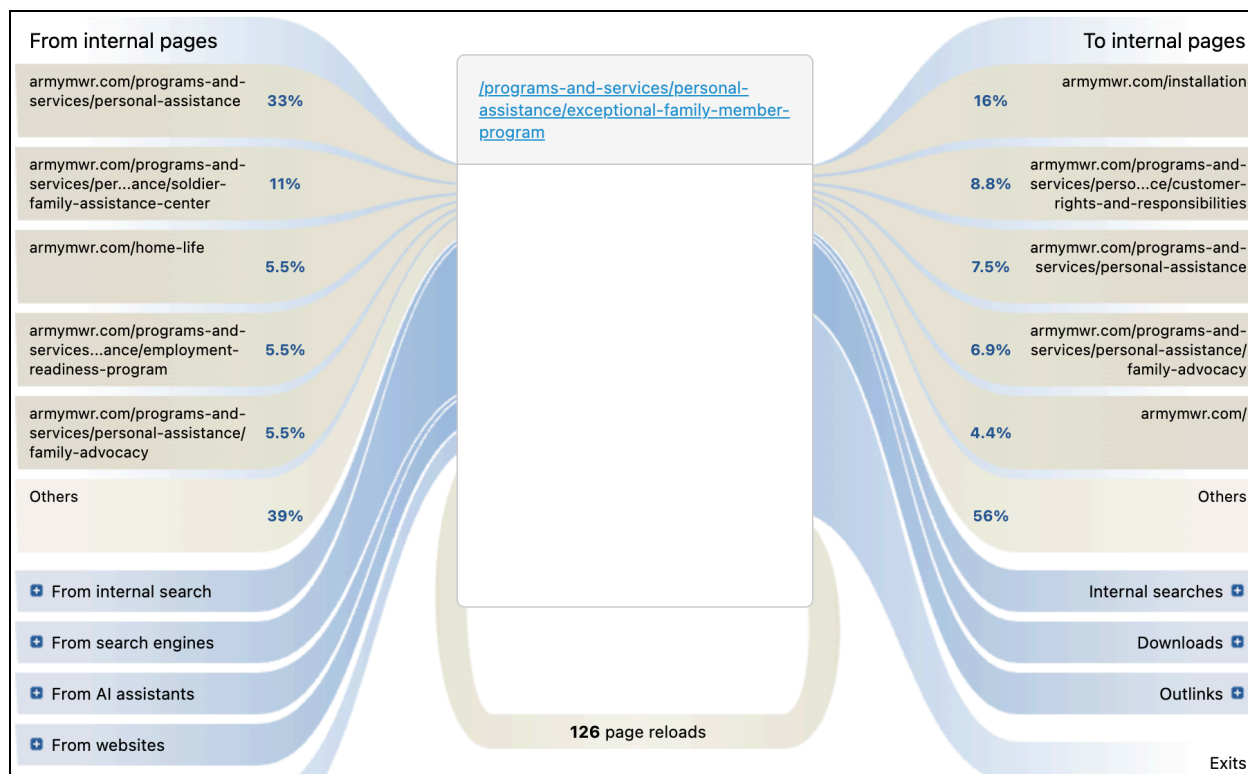 From internal pages
armymwr.com/programs-and-
services/personal-assistance
33%
armymwr.com/programs-and-
services/per...ance/soldier-
family-assistance-center
11%
armymwr.com/home-life
5.5%
armymwr.com/programs-and-
services...ance/employment-
readiness-program
5.5%
armymwr.com/programs-and-
services/personal-assistance/
family-advocacy
5.5%
Others
39%
From internal search
From search engines
From AI assistants
From websites
/programs-and-services/personal-
assistance/exceptional-family-member-
program
126 page reloads
To internal pages
armymwr.com/installation
16%
armymwr.com/programs-and-
services/perso...ce/customer-
rights-and-responsibilities
8.8%
armymwr.com/programs-and-
services/personal-assistance
7.5%
armymwr.com/programs-and-
services/personal-assistance/
family-advocacy
6.9%
armymwr.com/
4.4%
Others
56%
Internal searches
Downloads
Outlinks
Exits